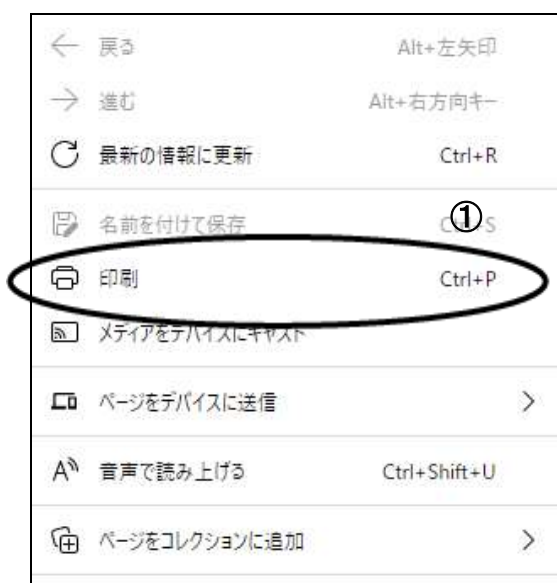 戻る Alt+左矢印
進む Alt+右方向キー
最新の情報に更新 Ctrl+R
①
名前を付けて保存 Ctrl+S
印刷 Ctrl+P
メディアをデバイスにキャスト
ページをデバイスに送信
音声で読み上げる Ctrl+Shift+U
ページをコレクションに追加